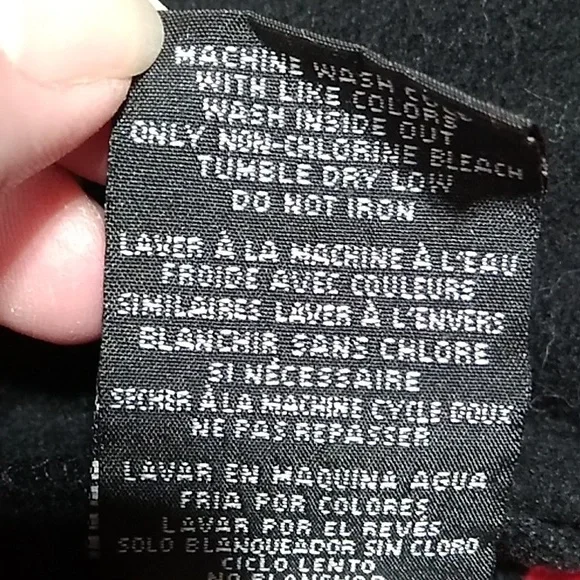 MACHINE WASH
WITH LIKE COLORS
WASH INSIDE OUT
ONLY NON-CHLORINE BLEACH
TUMBLE DRY LOW
DO NOT IRON
LAVER À LA MACHINE À L'EAU
FROIDE AVEC COULEURS
SIMILAIRES LAVER À L'ENVERS
BLANCHIR SANS CHLORE
SI NÉCESSAIRE
SECHER À LA MACHINE CYCLE DOUX
NE PAS REPASSER
LAVAR EN MAQUINA AGUA
FRIA POR COLORES
LAVAR POR EL REVÉS
SOLO BLANQUEADOR SIN CLORO
CICLO LENTO